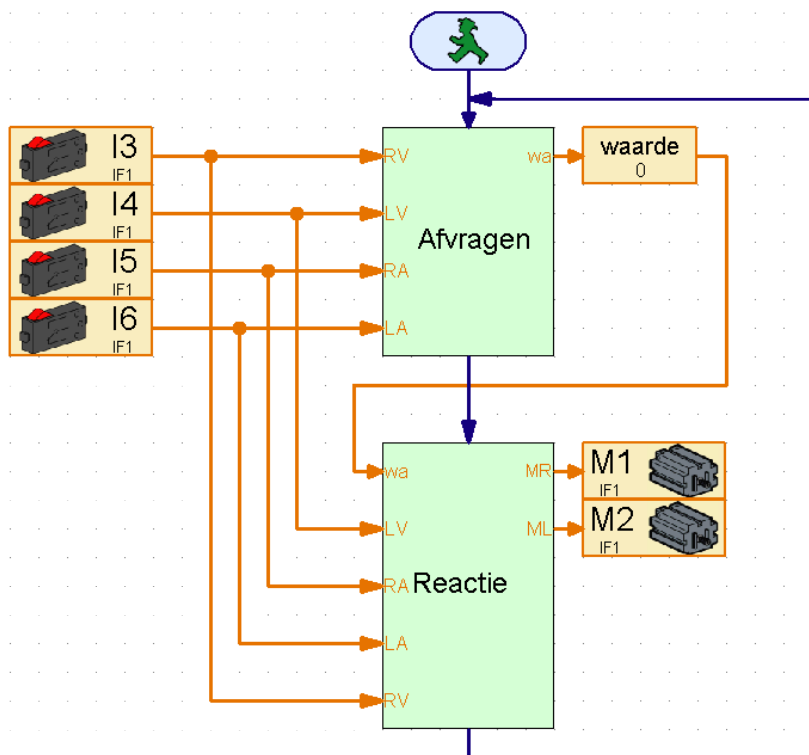 I3
IF1
I4
IF1
I5
IF1
I6
IF1
RV
LV
RA
LA
Afvragen
wa
waarde
0
wa
LV
RA
LA
RV
Reactie
MR
ML
M1
IF1
M2
IF1